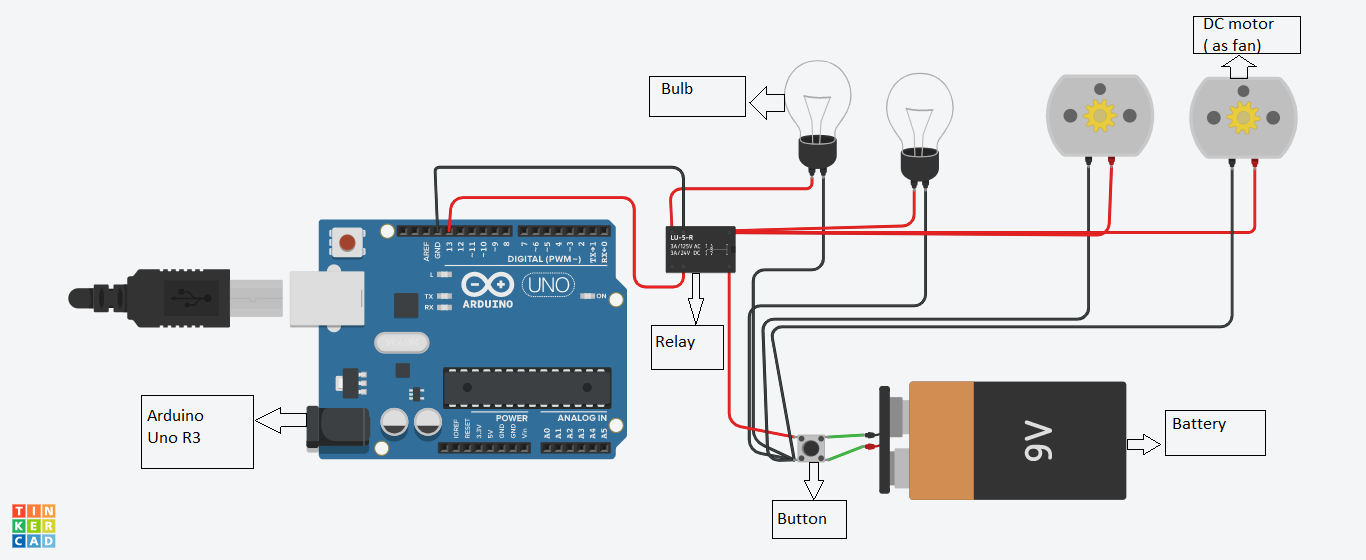 DC motor
( as fan)
Bulb
AREF
GND
13
12
~11
~10
~9
8
7
~6
~5
4
~3
2
TX→1
RX←0
DIGITAL (PWM~)
L
TX
RX
ARDUINO
UNO
ON
LU-5-R
3A/125V AC
3A/24V DC
Relay
Arduino
Uno R3
POWER
ANALOG IN
IOREF
RESET
3.3V
5V
GND
GND
Vin
A0
A1
A2
A3
A4
A5
9V
Battery
Button
TIN
KER
CAD